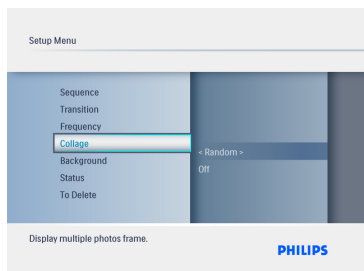 Setup Menu
Sequence
Transition
Frequency
Collage
Background
Status
To Delete
< Random >
Off
Display multiple photos frame.
PHILIPS